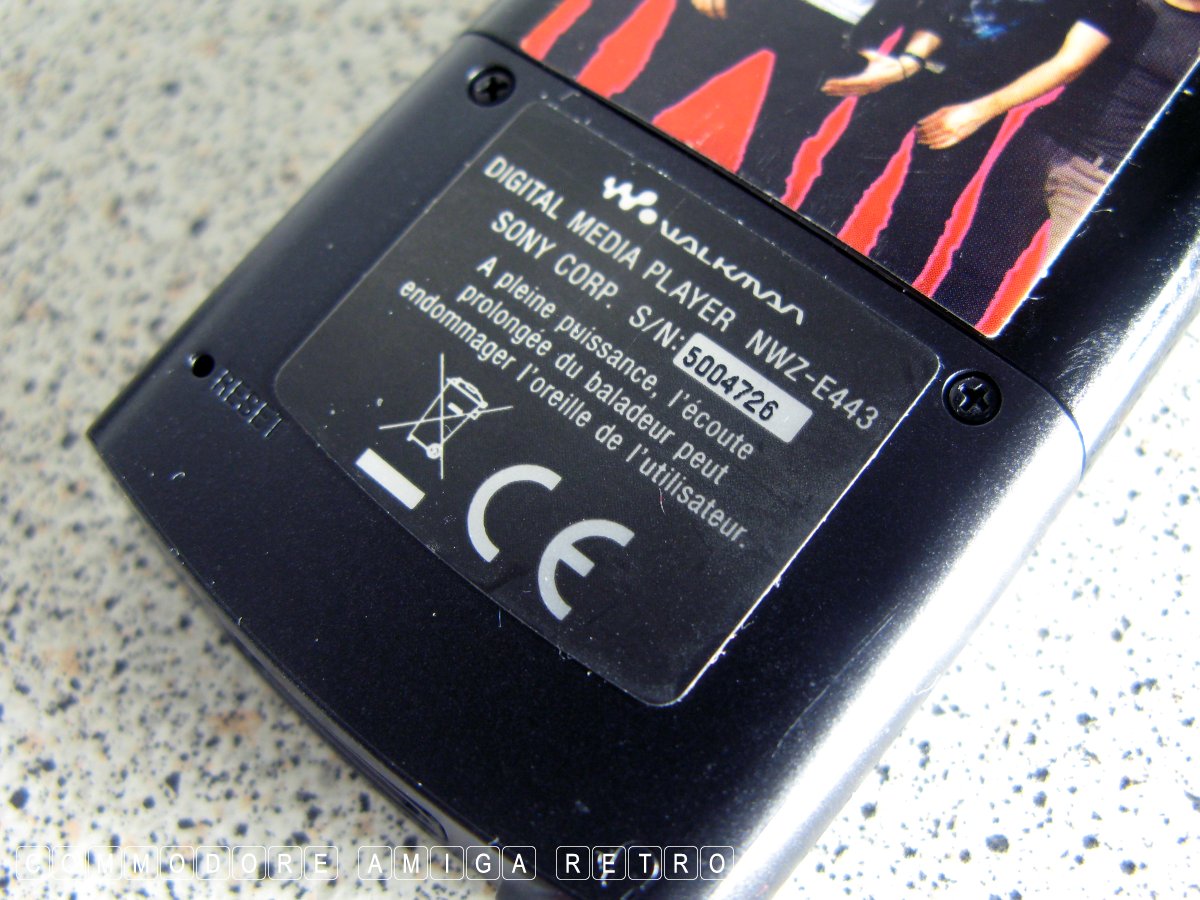 WALKMAN
DIGITAL MEDIA PLAYER NWZ-E443
SONY CORP. S/N: 5004726
A pleine puissance, l'écoute
prolongée du baladeur peut
endommager l'oreille de l'utilisateur.
CE
RESET
COMMODORE AMIGA RETRO